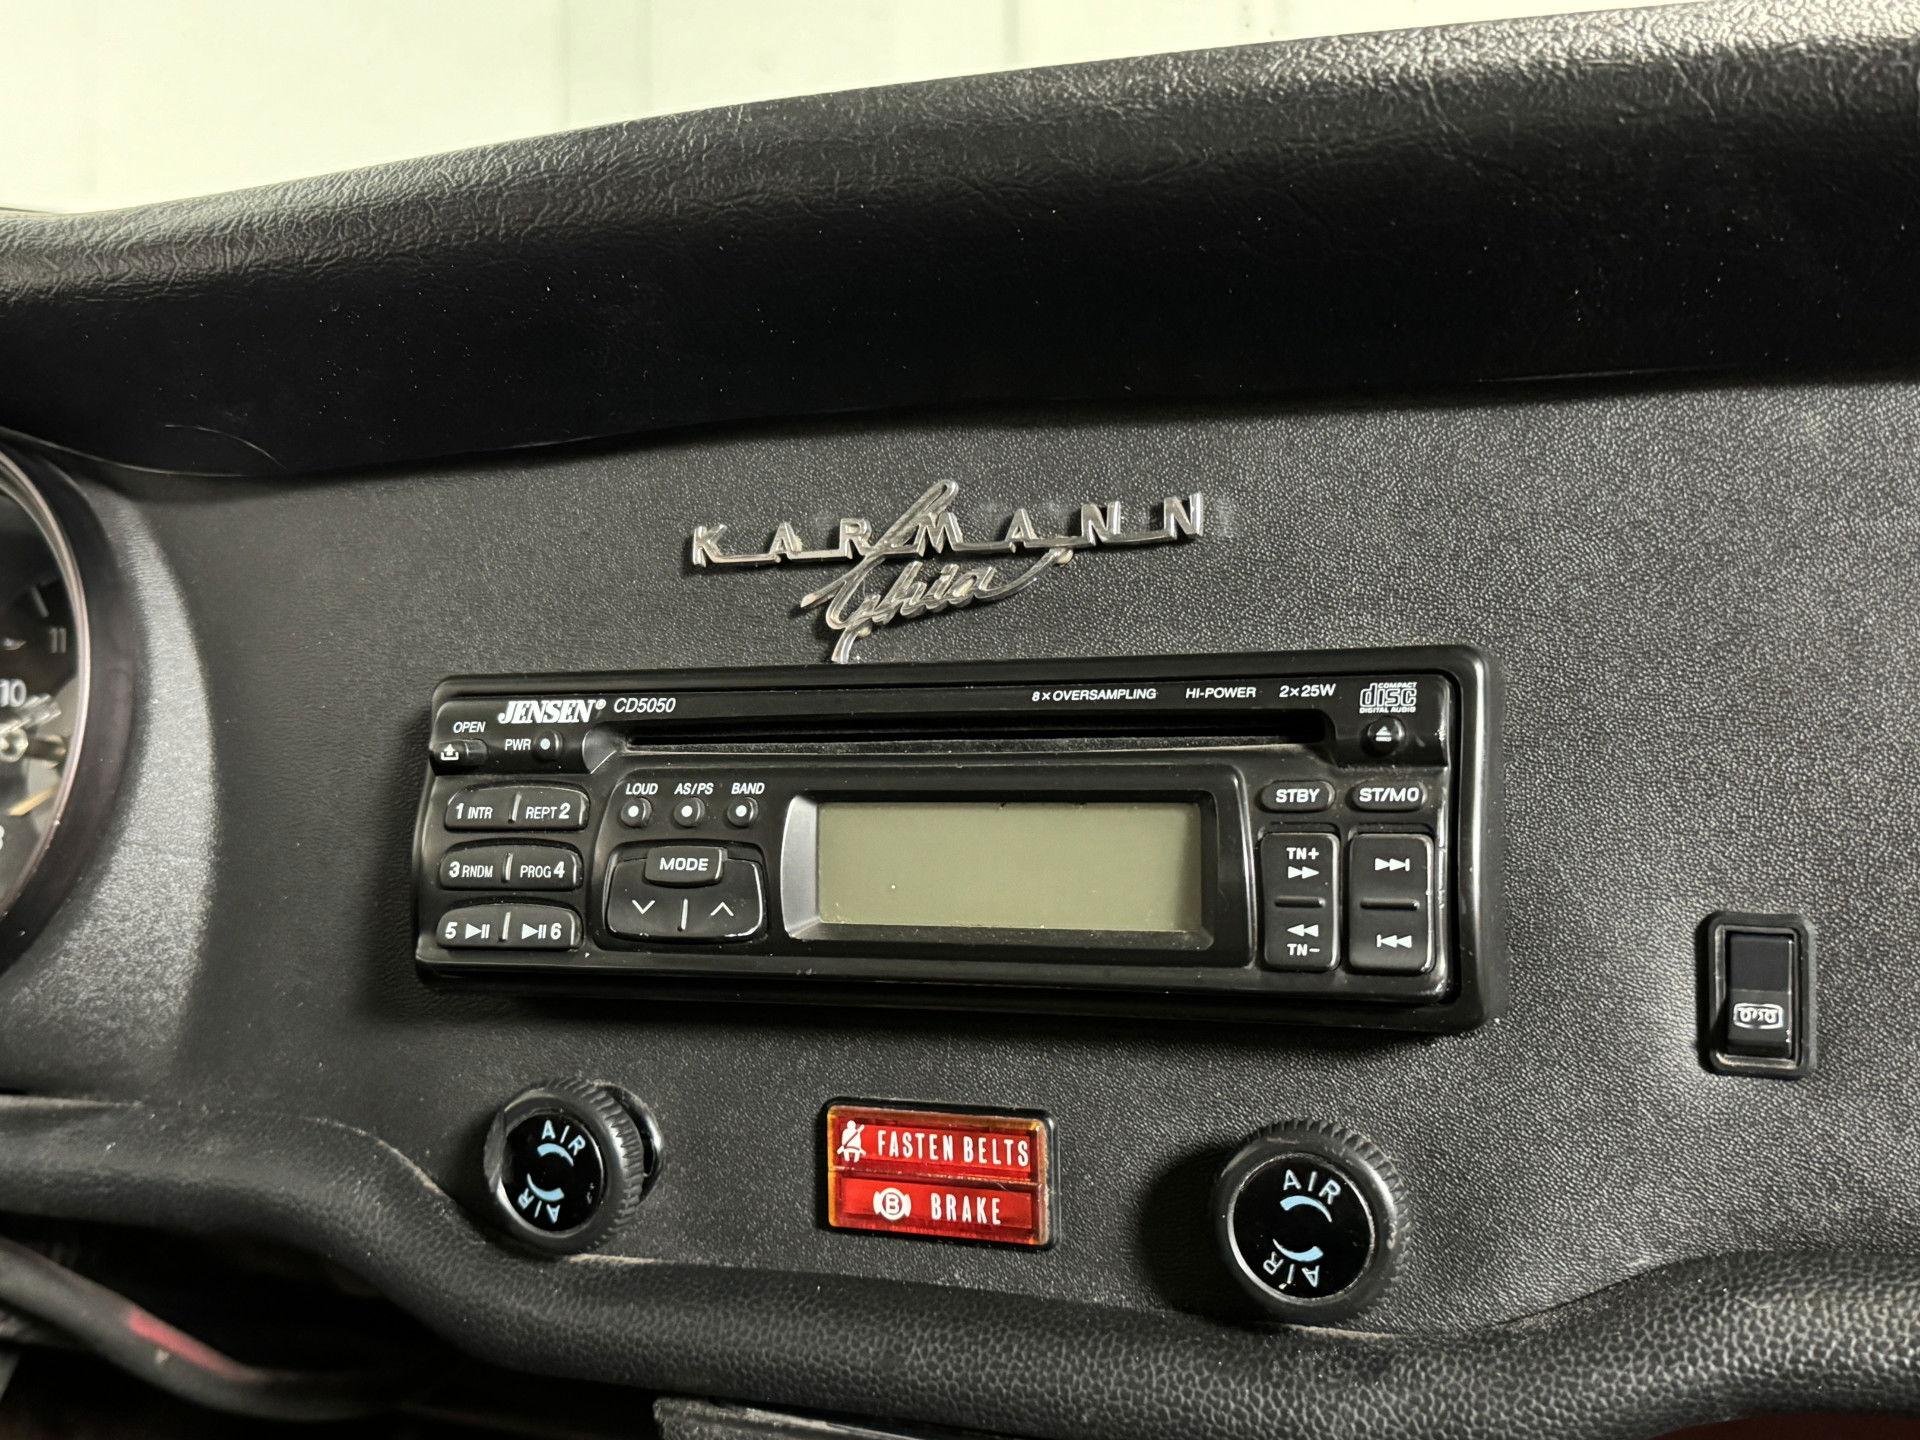 KARMANN
Ghia
JENSEN® CD5050
8×OVERSAMPLING HI-POWER 2×25W
COMPACT
disc
DIGITAL AUDIO
OPEN
PWR
LOUD AS/PS BAND
1 INTR REPT 2
3 RNDM PROG 4
5 6
MODE
STBY ST/MO
TN+
TN-
11
10
AIR
AIR
FASTEN BELTS
B BRAKE
AIR
AIR